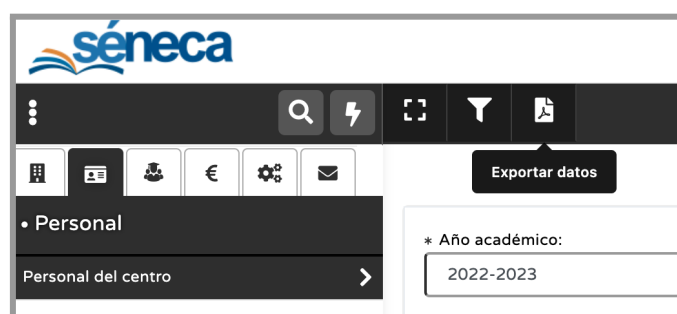 séneca
Exportar datos
• Personal
* Año académico:
Personal del centro
2022-2023